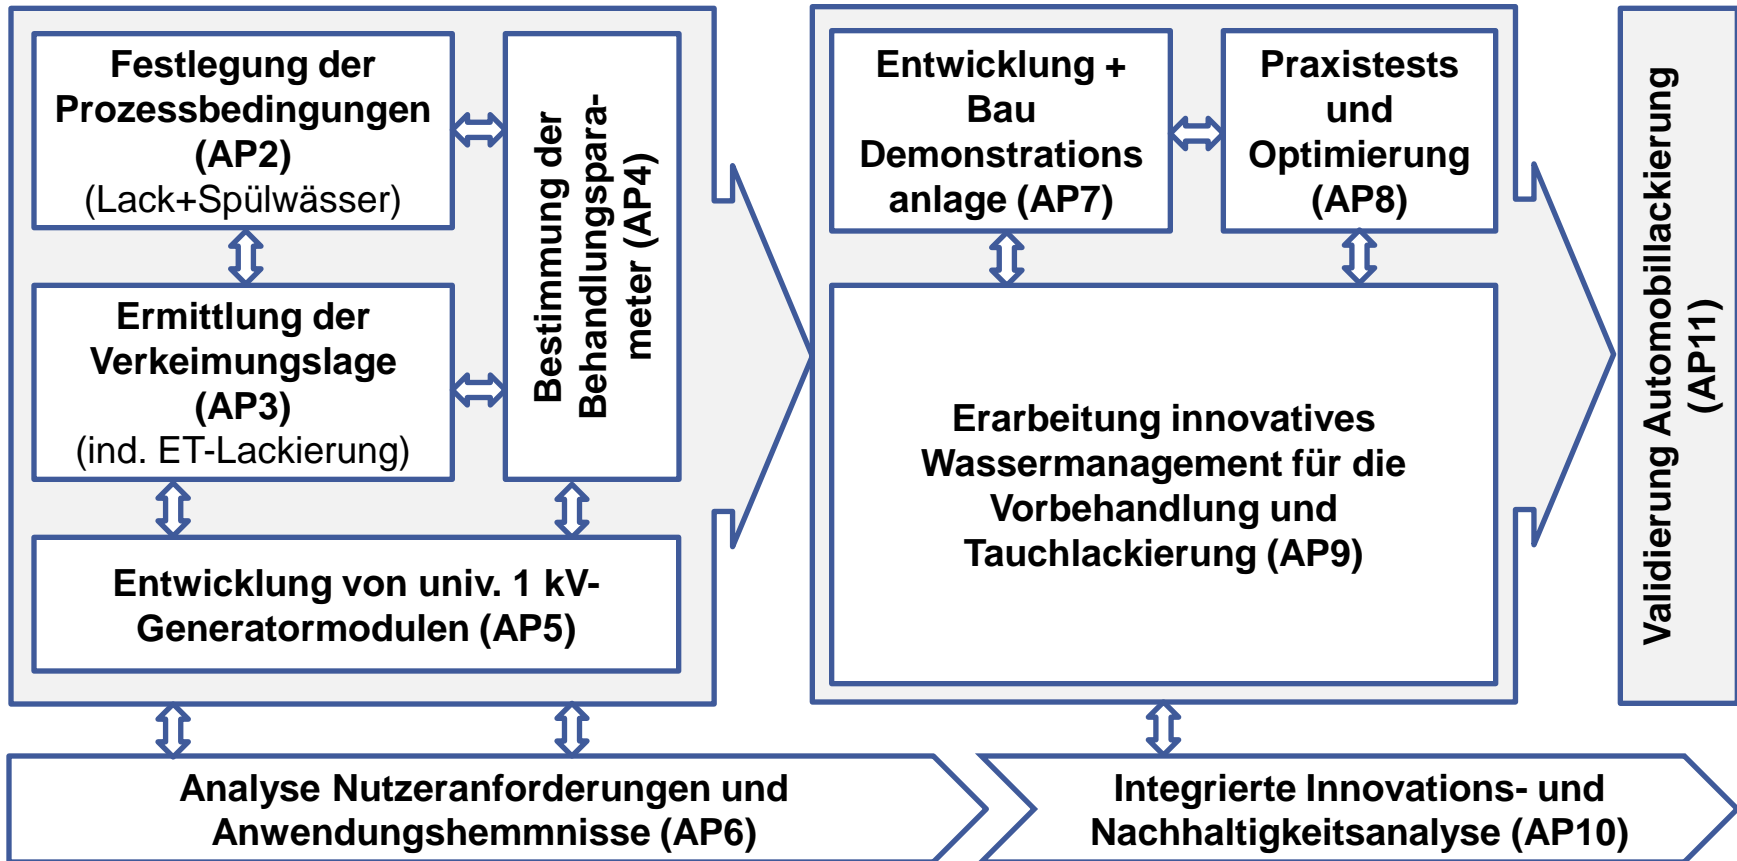 Festlegung der
Prozessbedingungen
(AP2)
(Lack+Spülwässer)
Ermittlung der
Verkeimungslage
(AP3)
(ind. ET-Lackierung)
Bestimmung der
Behandlungspara-
meter (AP4)
Entwicklung von univ. 1 kV-
Generatormodulen (AP5)
Entwicklung +
Bau
Demonstrations
anlage (AP7)
Praxistests
und
Optimierung
(AP8)
Erarbeitung innovatives
Wassermanagement für die
Vorbehandlung und
Tauchlackierung (AP9)
Validierung Automobillackierung
(AP11)
Analyse Nutzeranforderungen und
Anwendungshemmnisse (AP6)
Integrierte Innovations- und
Nachhaltigkeitsanalyse (AP10)